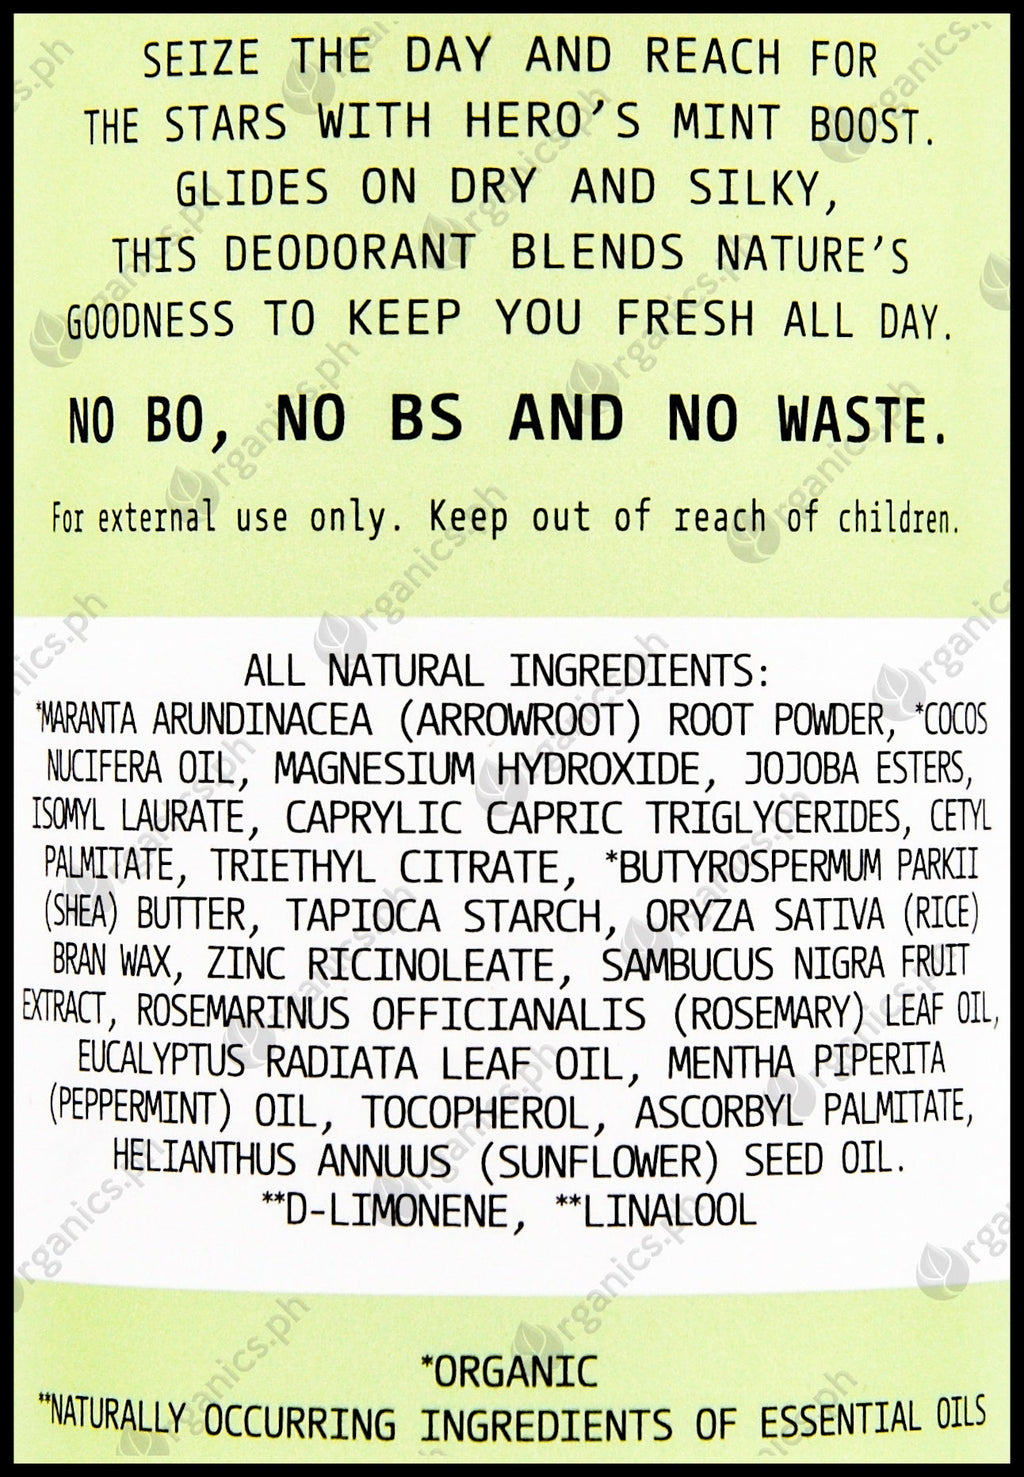 SEIZE THE DAY AND REACH FOR
THE STARS WITH HERO'S MINT BOOST.
GLIDES ON DRY AND SILKY,
THIS DEODORANT BLENDS NATURE'S
GOODNESS TO KEEP YOU FRESH ALL DAY.
NO BO, NO BS AND NO WASTE.
For external use only. Keep out of reach of children.
ALL NATURAL INGREDIENTS:
*MARANTA ARUNDINACEA (ARROWROOT) ROOT POWDER, *COCOS
NUCIFERA OIL, MAGNESIUM HYDROXIDE, JOJOBA ESTERS,
ISOMYL LAURATE, CAPRYLIC CAPRIC TRIGLYCERIDES, CETYL
PALMITATE, TRIETHYL CITRATE, *BUTYROSPERMUM PARKII
(SHEA) BUTTER, TAPIOCA STARCH, ORYZA SATIVA (RICE)
BRAN WAX, ZINC RICINOLEATE, SAMBUCUS NIGRA FRUIT
EXTRACT, ROSEMARINUS OFFICIANALIS (ROSEMARY) LEAF OIL,
EUCALYPTUS RADIATA LEAF OIL, MENTHA PIPERITA
(PEPPERMINT) OIL, TOCOPHEROL, ASCORBYL PALMITATE,
HELIANTHUS ANNUUS (SUNFLOWER) SEED OIL.
**D-LIMONENE, **LINALOOL
*ORGANIC
**NATURALLY OCCURRING INGREDIENTS OF ESSENTIAL OILS